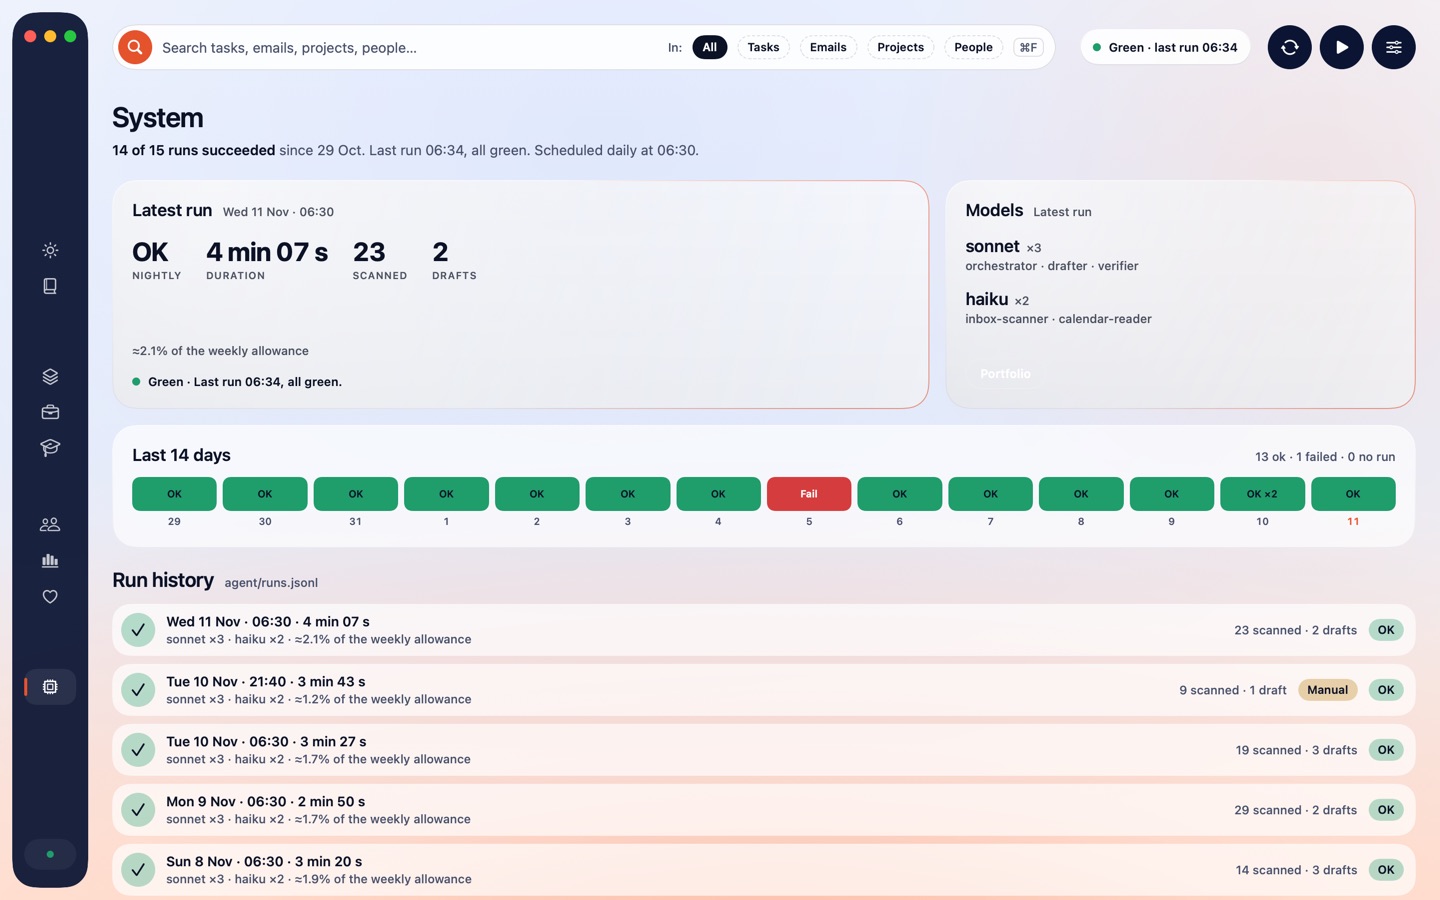 Search tasks, emails, projects, people...
In: All Tasks Emails Projects People ⌘F
Green · last run 06:34
System
14 of 15 runs succeeded since 29 Oct. Last run 06:34, all green. Scheduled daily at 06:30.
Latest run Wed 11 Nov · 06:30
OK 4 min 07 s 23 2
NIGHTLY DURATION SCANNED DRAFTS
≈2.1% of the weekly allowance
Green · Last run 06:34, all green.
Models Latest run
sonnet ×3
orchestrator · drafter · verifier
haiku ×2
inbox-scanner · calendar-reader
Portfolio
Last 14 days
13 ok · 1 failed · 0 no run
OK OK OK OK OK OK OK Fail OK OK OK OK OK ×2 OK
29 30 31 1 2 3 4 5 6 7 8 9 10 11
Run history agent/runs.jsonl
Wed 11 Nov · 06:30 · 4 min 07 s
sonnet ×3 · haiku ×2 · ≈2.1% of the weekly allowance
23 scanned · 2 drafts OK
Tue 10 Nov · 21:40 · 3 min 43 s
sonnet ×3 · haiku ×2 · ≈1.2% of the weekly allowance
9 scanned · 1 draft Manual OK
Tue 10 Nov · 06:30 · 3 min 27 s
sonnet ×3 · haiku ×2 · ≈1.7% of the weekly allowance
19 scanned · 3 drafts OK
Mon 9 Nov · 06:30 · 2 min 50 s
sonnet ×3 · haiku ×2 · ≈1.7% of the weekly allowance
29 scanned · 2 drafts OK
Sun 8 Nov · 06:30 · 3 min 20 s
sonnet ×3 · haiku ×2 · ≈1.9% of the weekly allowance
14 scanned · 3 drafts OK